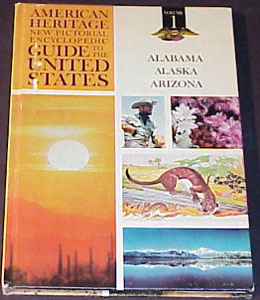 AMERICAN
HERITAGE
NEW PICTORIAL
ENCYCLOPEDIC
GUIDE TO
THE
UNITED
STATES
VOLUME
1
ALABAMA
ALASKA
ARIZONA